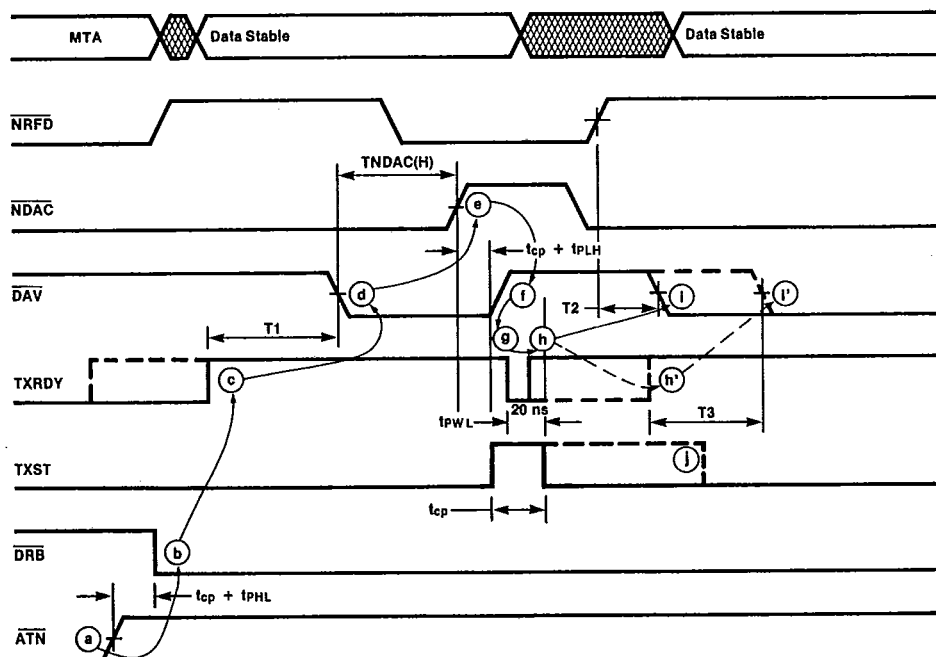 MTA
Data Stable
Data Stable
NRFD
TNDAC(H)
NDAC
e
tcp + tPLH
DAV
d
f
i
i'
T2
T1
g
h
TXRDY
c
h'
20 ns
tPWL
T3
TXST
j
tcp
DRB
b
tcp + tPHL
ATN
a